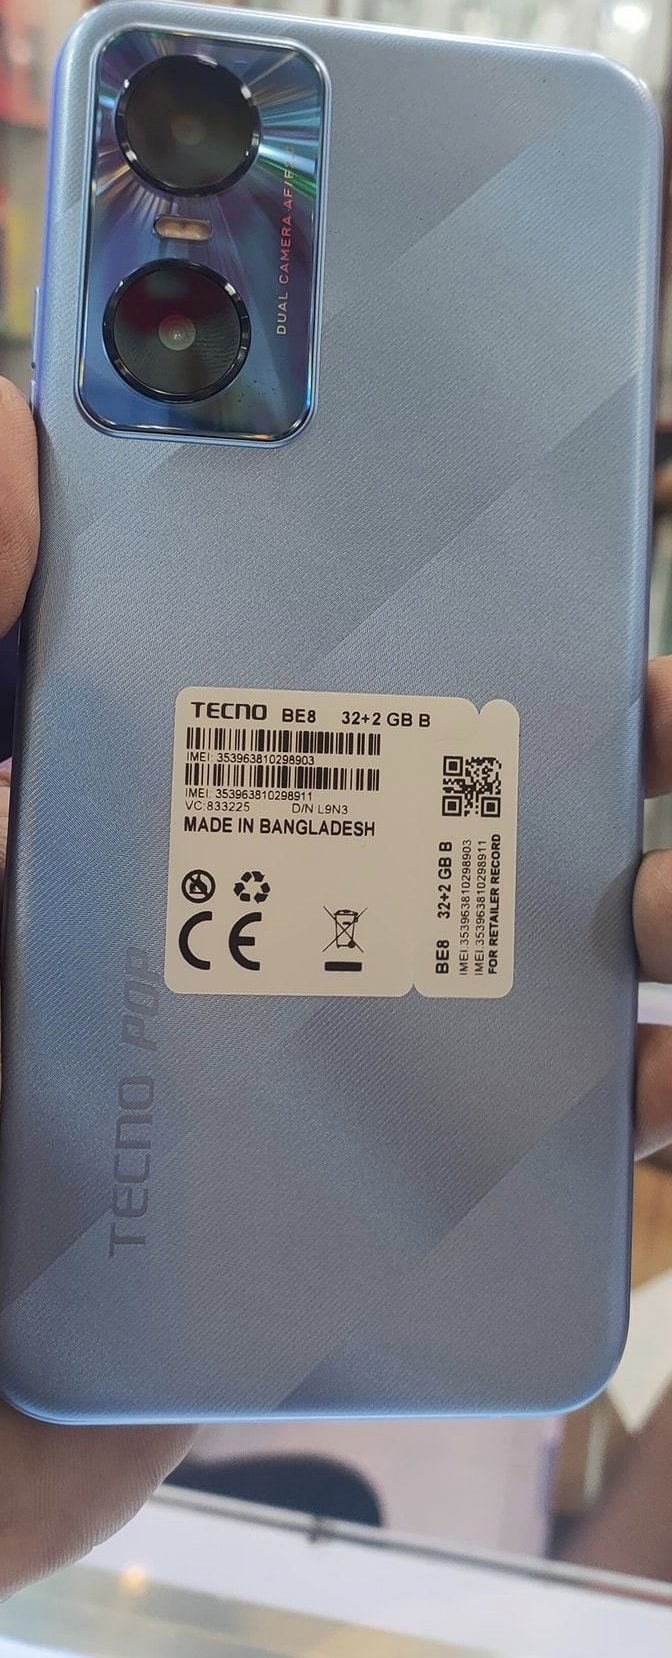 DUAL CAMERA AF/F2.0
TECNO BE8 32+2 GB B
IMEI: 353963810298903
IMEI: 353963810298911
VC:833225 D/N:L9N3
MADE IN BANGLADESH
CE
BE8 32+2 GB B
IMEI:353963810298903
IMEI:353963810298911
FOR RETAILER RECORD
TECNO POP